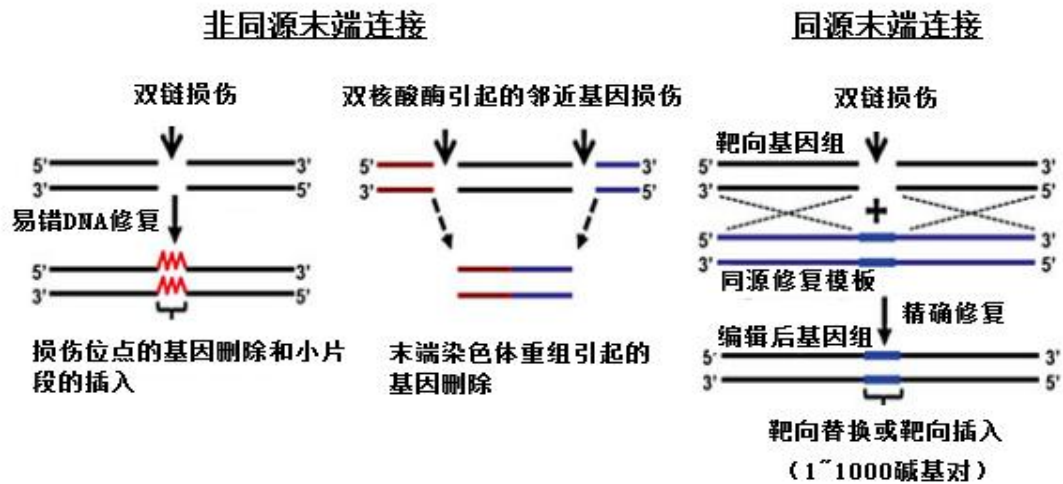 非同源末端连接
同源末端连接
双链损伤
双核酸酶引起的邻近基因损伤
双链损伤
靶向基因组
5' 3' 5' 3' 5' 3'
3' 5' 3' 5' 3' 5'
易错DNA修复
+
5' 3'
5' 3'
3' 5'
3' 5'
同源修复模板
精确修复
损伤位点的基因删除和小片
段的插入
末端染色体重组引起的
基因删除
编辑后基因组
5' 3'
3' 5'
靶向替换或靶向插入
(1~1000碱基对)